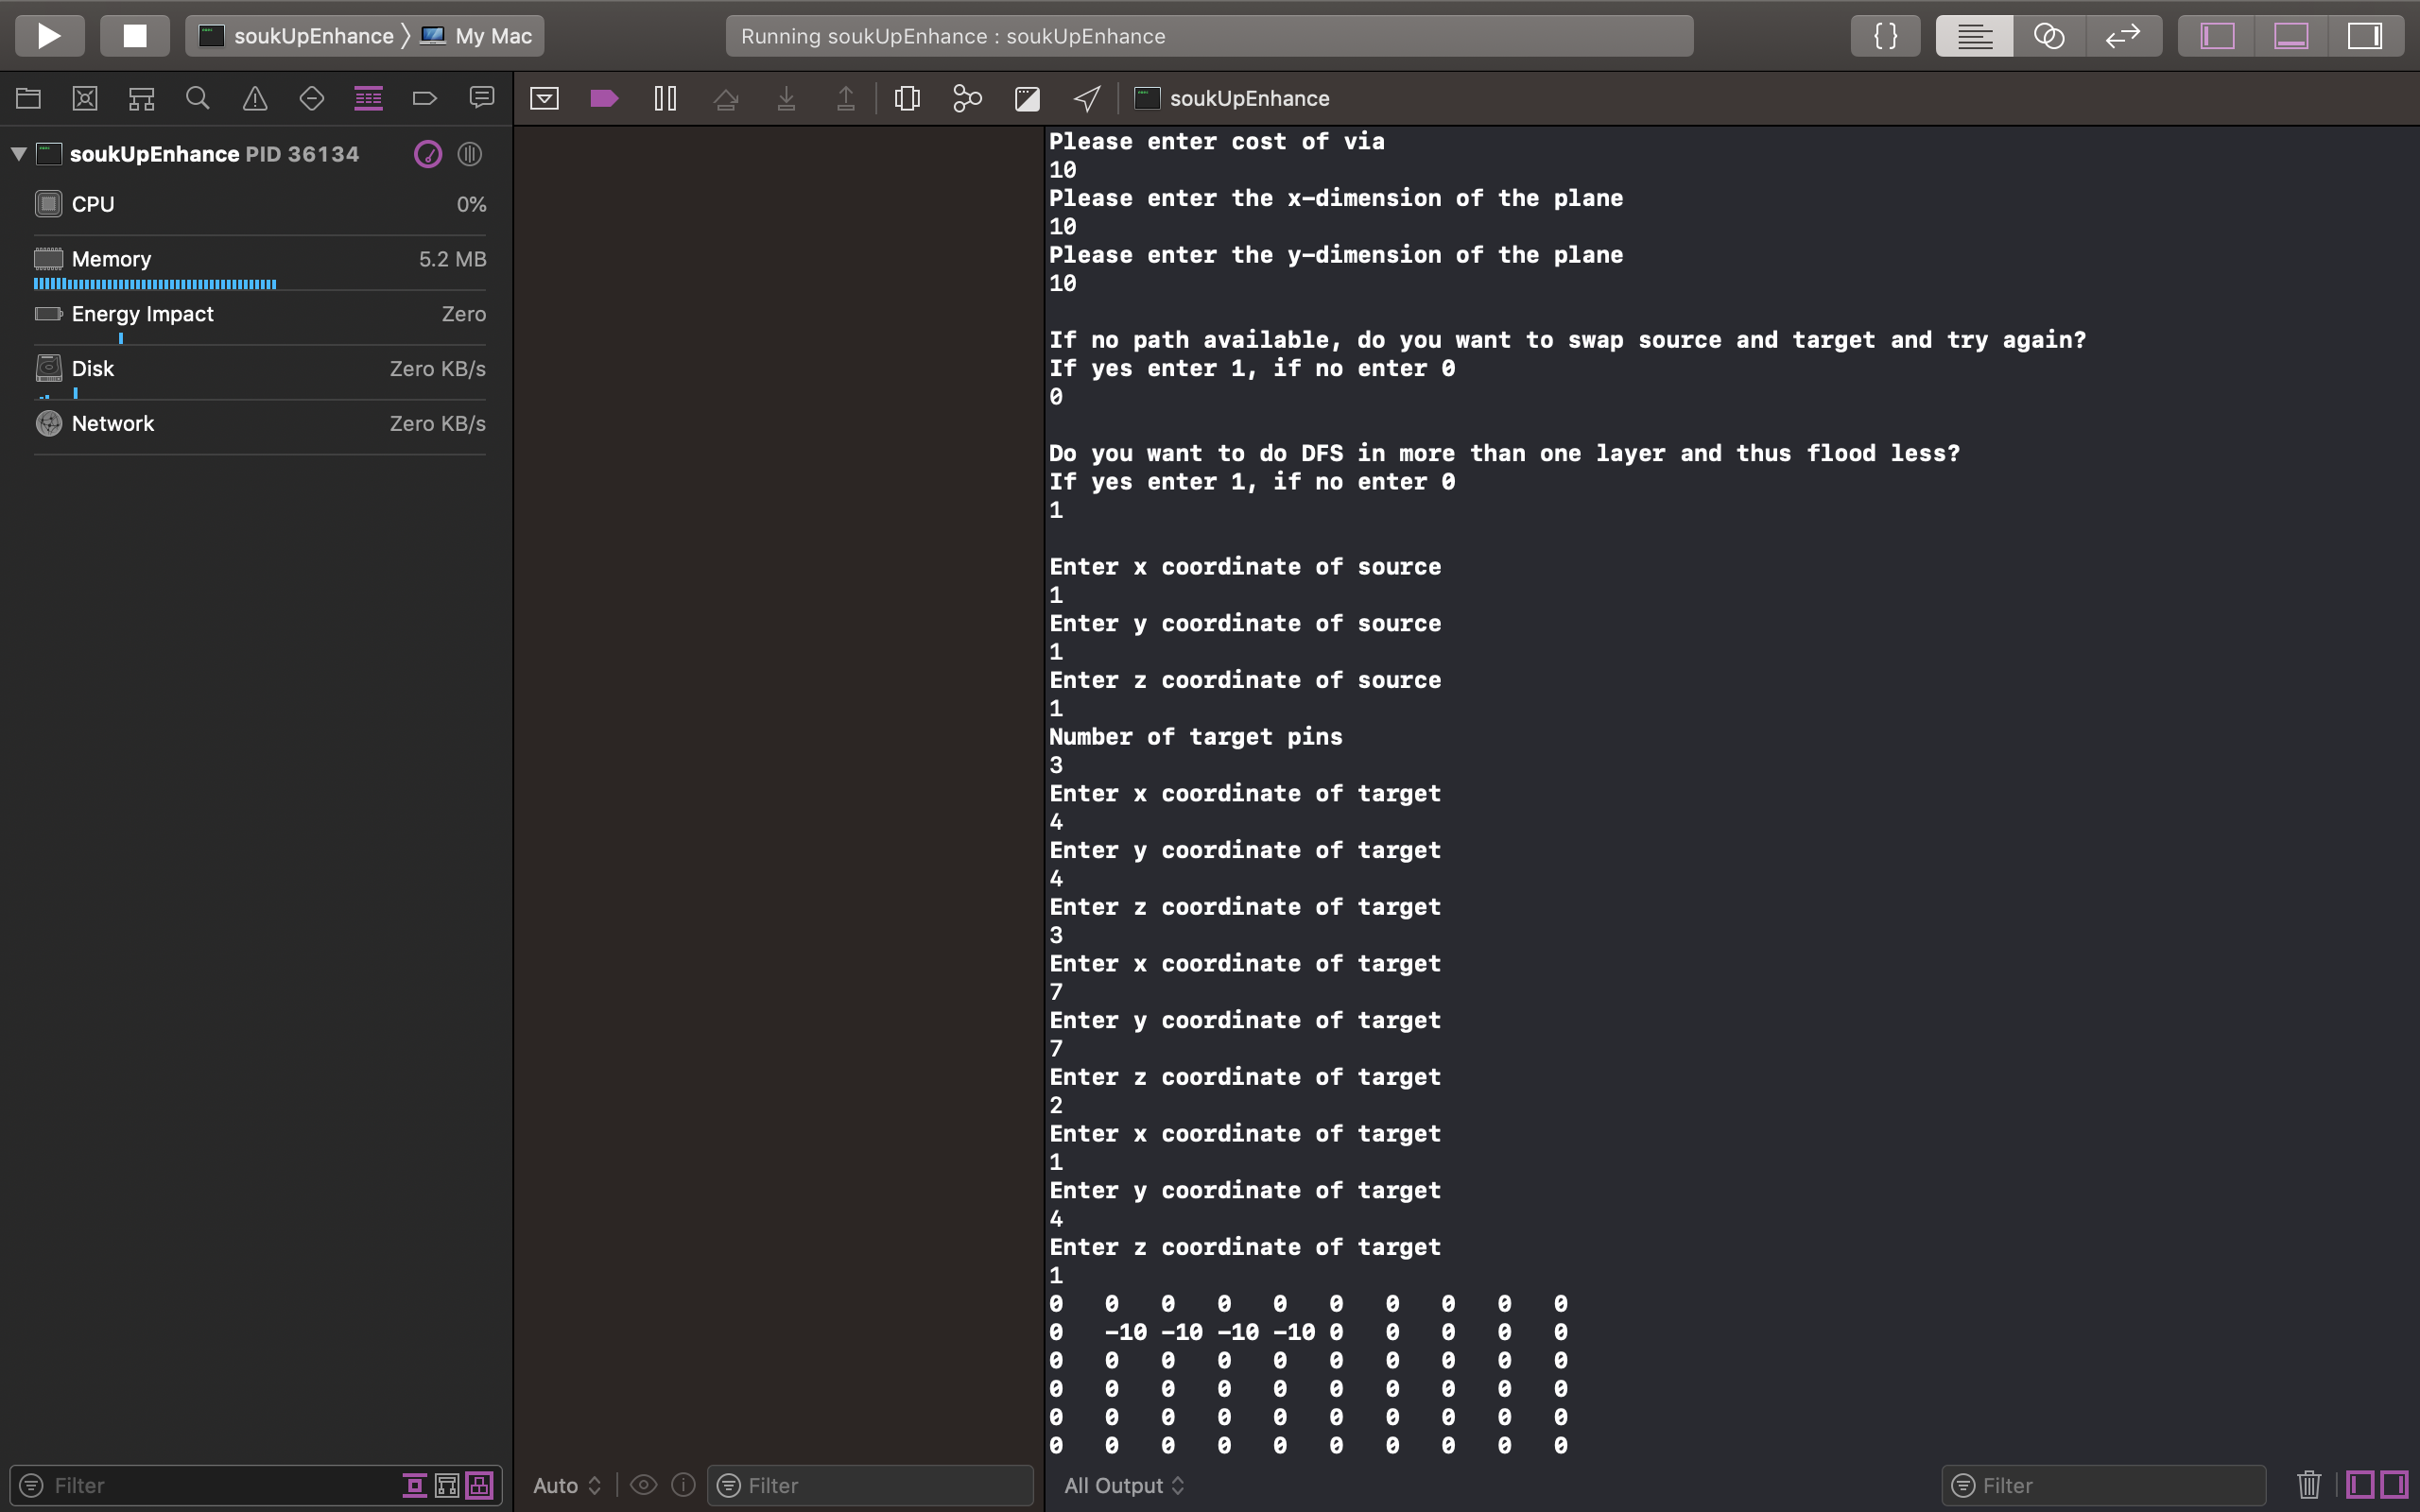 soukUpEnhance My Mac
Running soukUpEnhance : soukUpEnhance
soukUpEnhance
soukUpEnhance PID 36134
CPU 0%
Memory 5.2 MB
Energy Impact Zero
Disk Zero KB/s
Network Zero KB/s
Please enter cost of via
10
Please enter the x-dimension of the plane
10
Please enter the y-dimension of the plane
10
If no path available, do you want to swap source and target and try again?
If yes enter 1, if no enter 0
0
Do you want to do DFS in more than one layer and thus flood less?
If yes enter 1, if no enter 0
1
Enter x coordinate of source
1
Enter y coordinate of source
1
Enter z coordinate of source
1
Number of target pins
3
Enter x coordinate of target
4
Enter y coordinate of target
4
Enter z coordinate of target
3
Enter x coordinate of target
7
Enter y coordinate of target
7
Enter z coordinate of target
2
Enter x coordinate of target
1
Enter y coordinate of target
4
Enter z coordinate of target
1
0 0 0 0 0 0 0 0 0 0
0 -10 -10 -10 -10 0 0 0 0 0
0 0 0 0 0 0 0 0 0 0
0 0 0 0 0 0 0 0 0 0
0 0 0 0 0 0 0 0 0 0
0 0 0 0 0 0 0 0 0 0
Filter
Auto
Filter
All Output
Filter